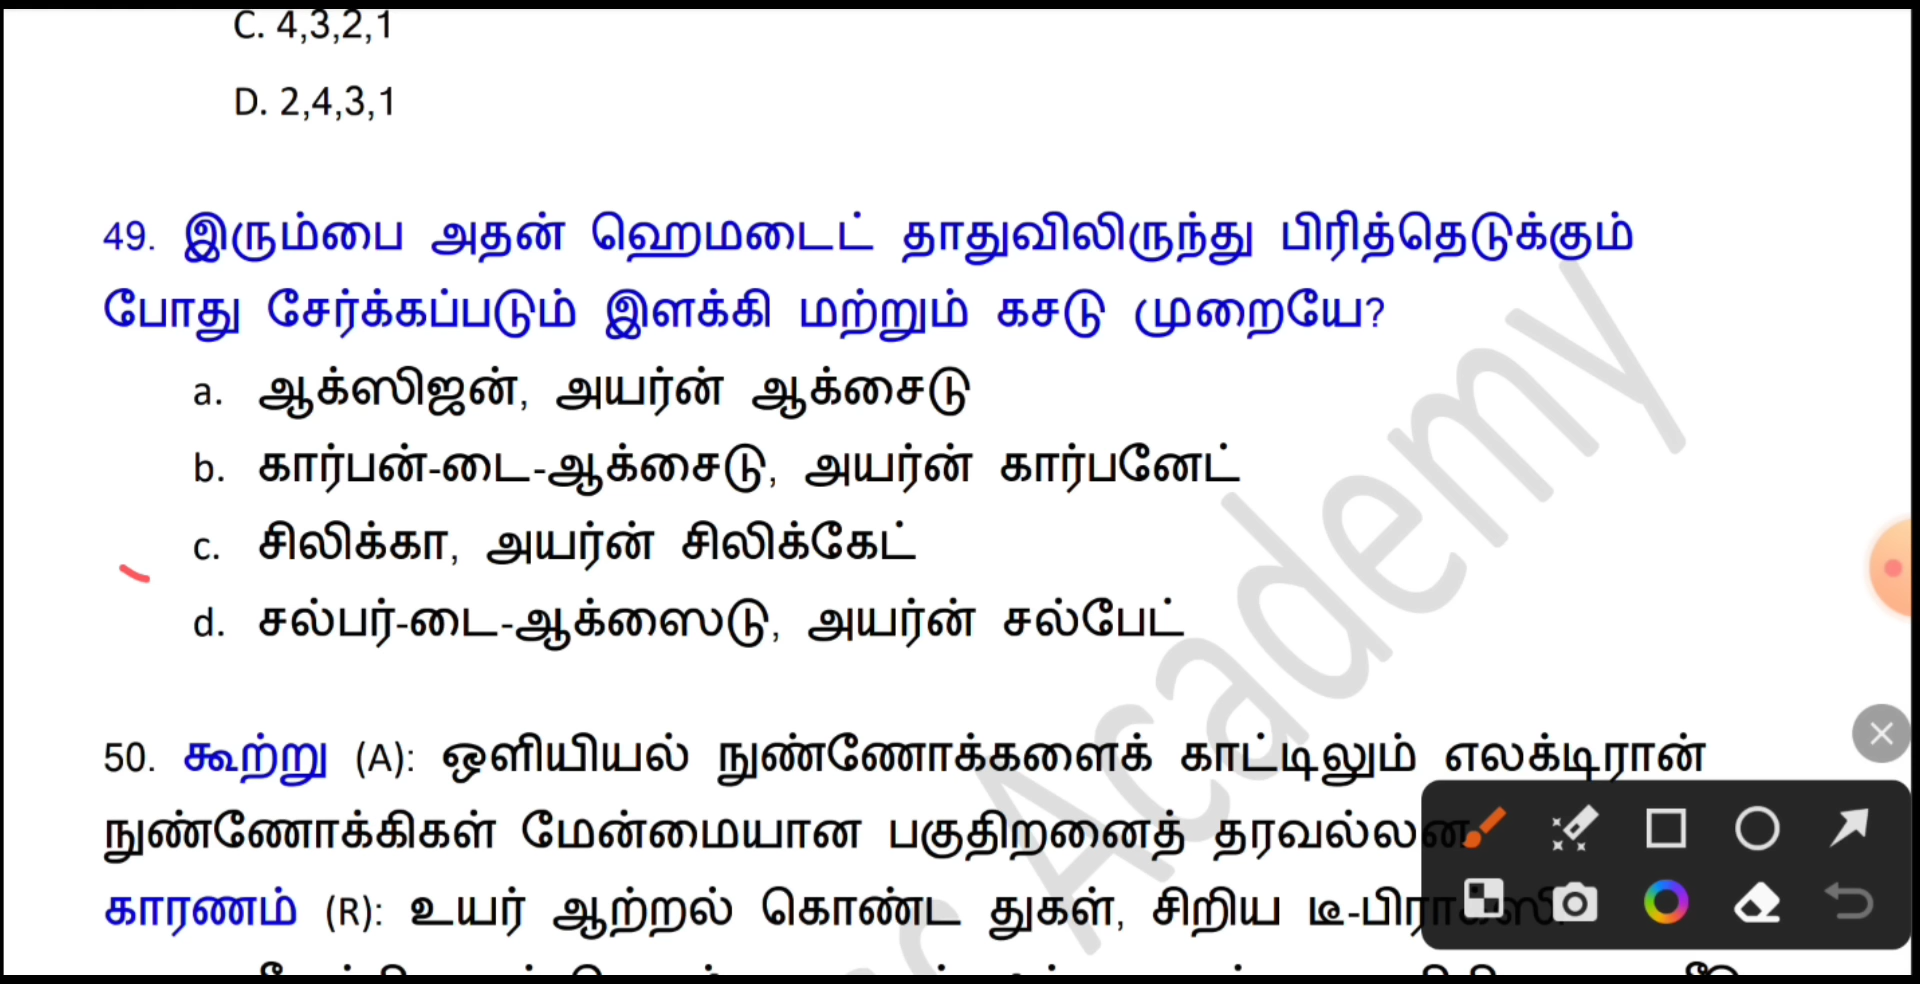 C. 4,3,2,1
D. 2,4,3,1
49. இரும்பை அதன் ஹெமடைட் தாதுவிலிருந்து பிரித்தெடுக்கும்
போது சேர்க்கப்படும் இளக்கி மற்றும் கசடு முறையே?
a. ஆக்ஸிஜன், அயர்ன் ஆக்சைடு
b. கார்பன்-டை-ஆக்சைடு, அயர்ன் கார்பனேட்
c. சிலிக்கா, அயர்ன் சிலிக்கேட்
d. சல்பர்-டை-ஆக்ஸைடு, அயர்ன் சல்பேட்
50. கூற்று (A): ஒளியியல் நுண்ணோக்களைக் காட்டிலும் எலக்டிரான்
நுண்ணோக்கிகள் மேன்மையான பகுதிறனைத் தரவல்லன
காரணம் (R): உயர் ஆற்றல் கொண்ட துகள், சிறிய டீ-பிராக்ஸி
Academy